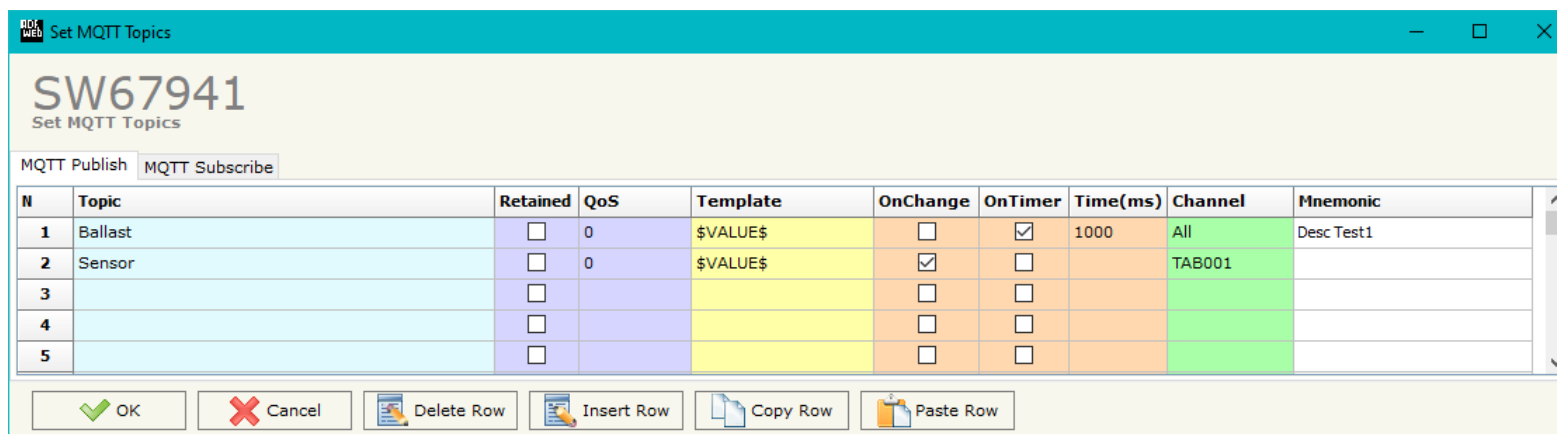 ADF WEB Set MQTT Topics
SW67941
Set MQTT Topics
MQTT Publish MQTT Subscribe
N Topic Retained QoS Template OnChange OnTimer Time(ms) Channel Mnemonic
1 Ballast 0 $VALUE$ 1000 All Desc Test1
2 Sensor 0 $VALUE$ TAB001
3
4
5
OK Cancel Delete Row Insert Row Copy Row Paste Row